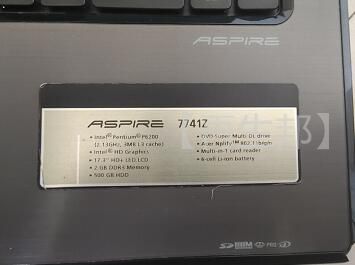 ASPIRE
ASPIRE 7741Z
• Intel® Pentium® P6200
(2.13GHz, 3MB L3 cache)
• Intel® HD Graphics
• 17.3" HD+ LED LCD
• 2 GB DDR3 Memory
• 500 GB HDD
• DVD-Super Multi DL drive
• Acer Nplify™ 802.11b/g/n
• Multi-in-1 card reader
• 6-cell Li-ion battery